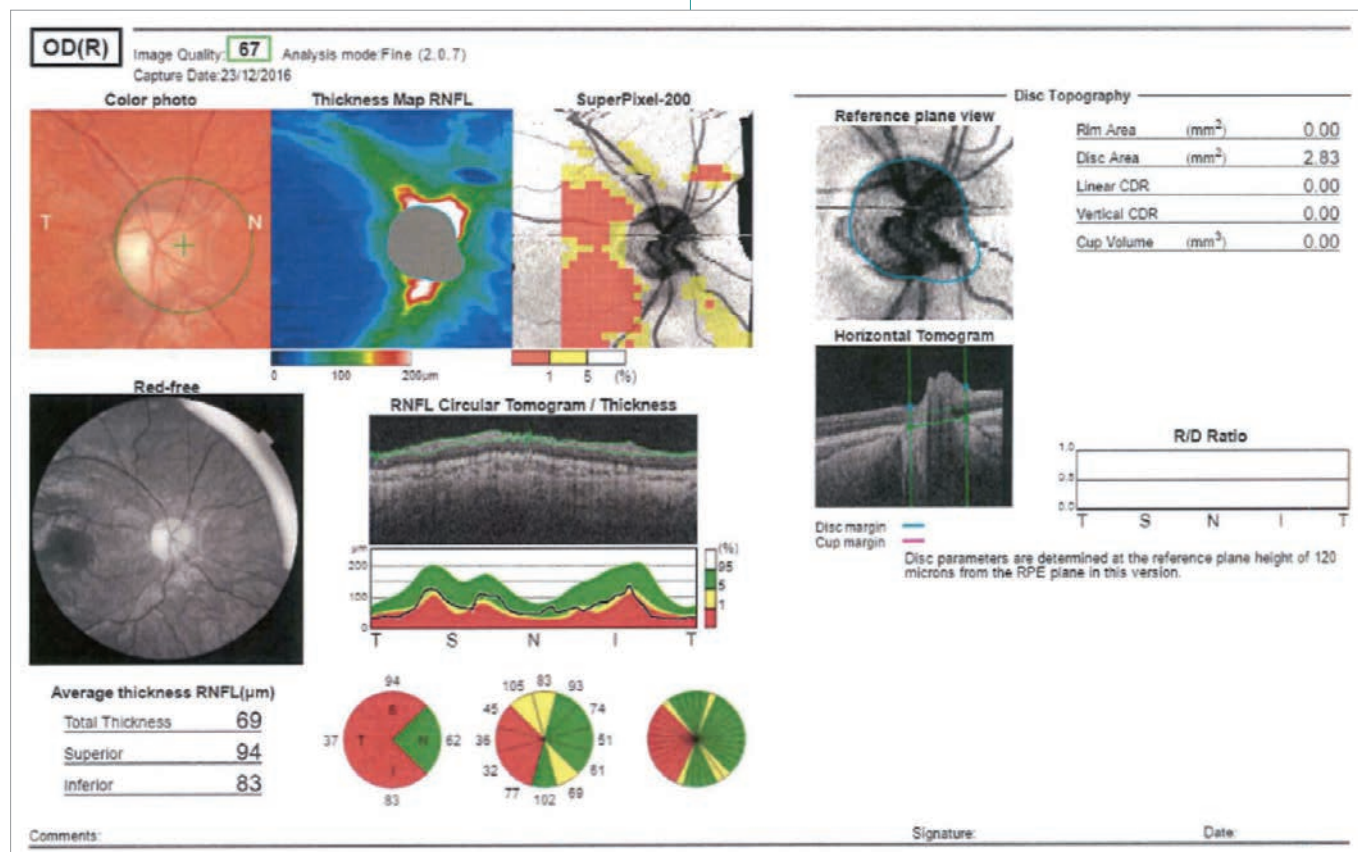 OD(R)
Image Quality: 67 Analysis mode:Fine (2.0.7)
Capture Date:23/12/2016
Color photo
Thickness Map RNFL
SuperPixel-200
T
N
0 100 200µm
1 5 (%)
Red-free
RNFL Circular Tomogram / Thickness
µm
200
100
0
(%)
95
5
1
T S N I T
Average thickness RNFL(µm)
Total Thickness 69
Superior 94
Inferior 83
94
S
37 T N 62
I
83
105 83 93
45 74
36 51
32 61
77 102 69
Disc Topography
Reference plane view
Rim Area (mm²) 0.00
Disc Area (mm²) 2.83
Linear CDR 0.00
Vertical CDR 0.00
Cup Volume (mm³) 0.00
Horizontal Tomogram
Disc margin
Cup margin
R/D Ratio
1.0
0.5
0.0
T S N I T
Disc parameters are determined at the reference plane height of 120
microns from the RPE plane in this version.
Comments: Signature: Date: